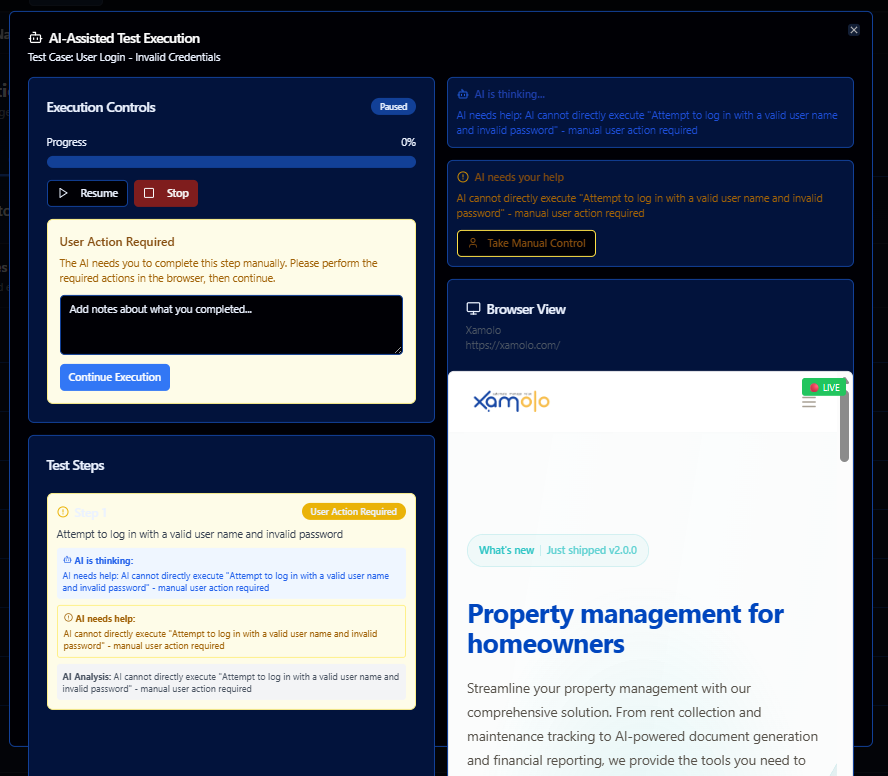 AI-Assisted Test Execution
Test Case: User Login - Invalid Credentials
Execution Controls
Paused
Progress
0%
Resume
Stop
User Action Required
The AI needs you to complete this step manually. Please perform the
required actions in the browser, then continue.
Add notes about what you completed...
Continue Execution
Test Steps
Step 1
User Action Required
Attempt to log in with a valid user name and invalid password
AI is thinking:
AI needs help: AI cannot directly execute "Attempt to log in with a valid user name
and invalid password" - manual user action required
AI needs help:
AI cannot directly execute "Attempt to log in with a valid user name and invalid
password" - manual user action required
AI Analysis: AI cannot directly execute "Attempt to log in with a valid user name and
invalid password" - manual user action required
AI is thinking...
AI needs help: AI cannot directly execute "Attempt to log in with a valid user name
and invalid password" - manual user action required
AI needs your help
AI cannot directly execute "Attempt to log in with a valid user name and invalid
password" - manual user action required
Take Manual Control
Browser View
Xamolo
https://xamolo.com/
LIVE
xamolo
What's new
Just shipped v2.0.0
Property management for
homeowners
Streamline your property management with our
comprehensive solution. From rent collection and
maintenance tracking to AI-powered document generation
and financial reporting, we provide the tools you need to